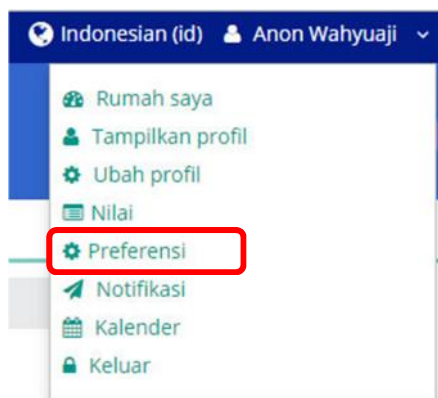 Indonesian (id) Anon Wahyuaji
Rumah saya
Tampilkan profil
Ubah profil
Nilai
Preferensi
Notifikasi
Kalender
Keluar